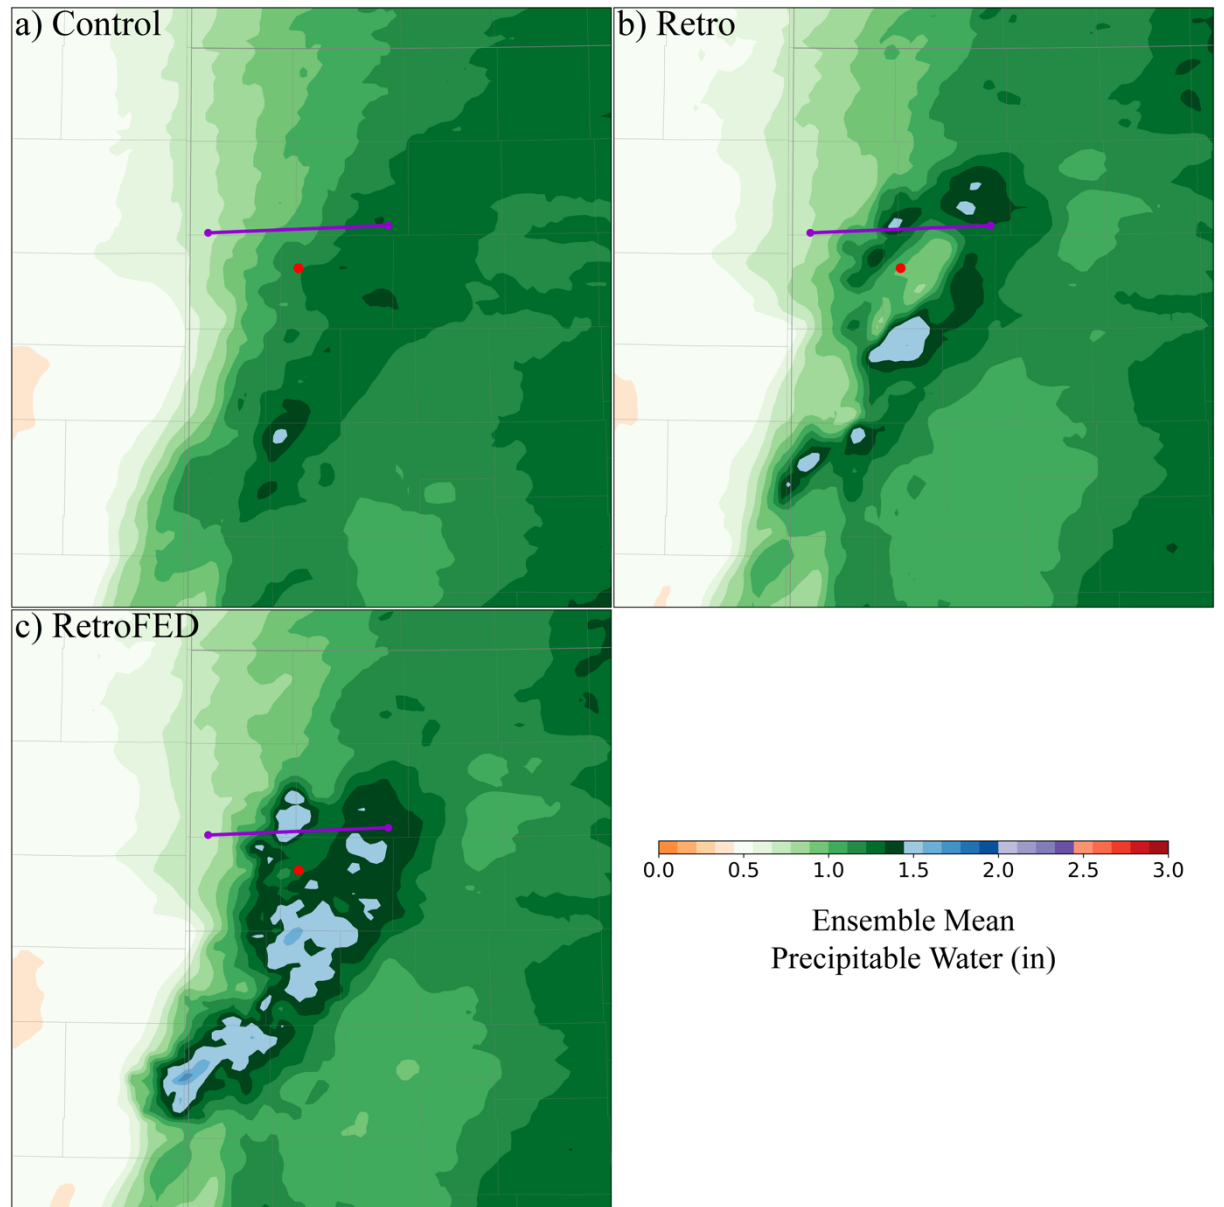 a) Control
b) Retro
c) RetroFED
0.0 0.5 1.0 1.5 2.0 2.5 3.0
Ensemble Mean
Precipitable Water (in)